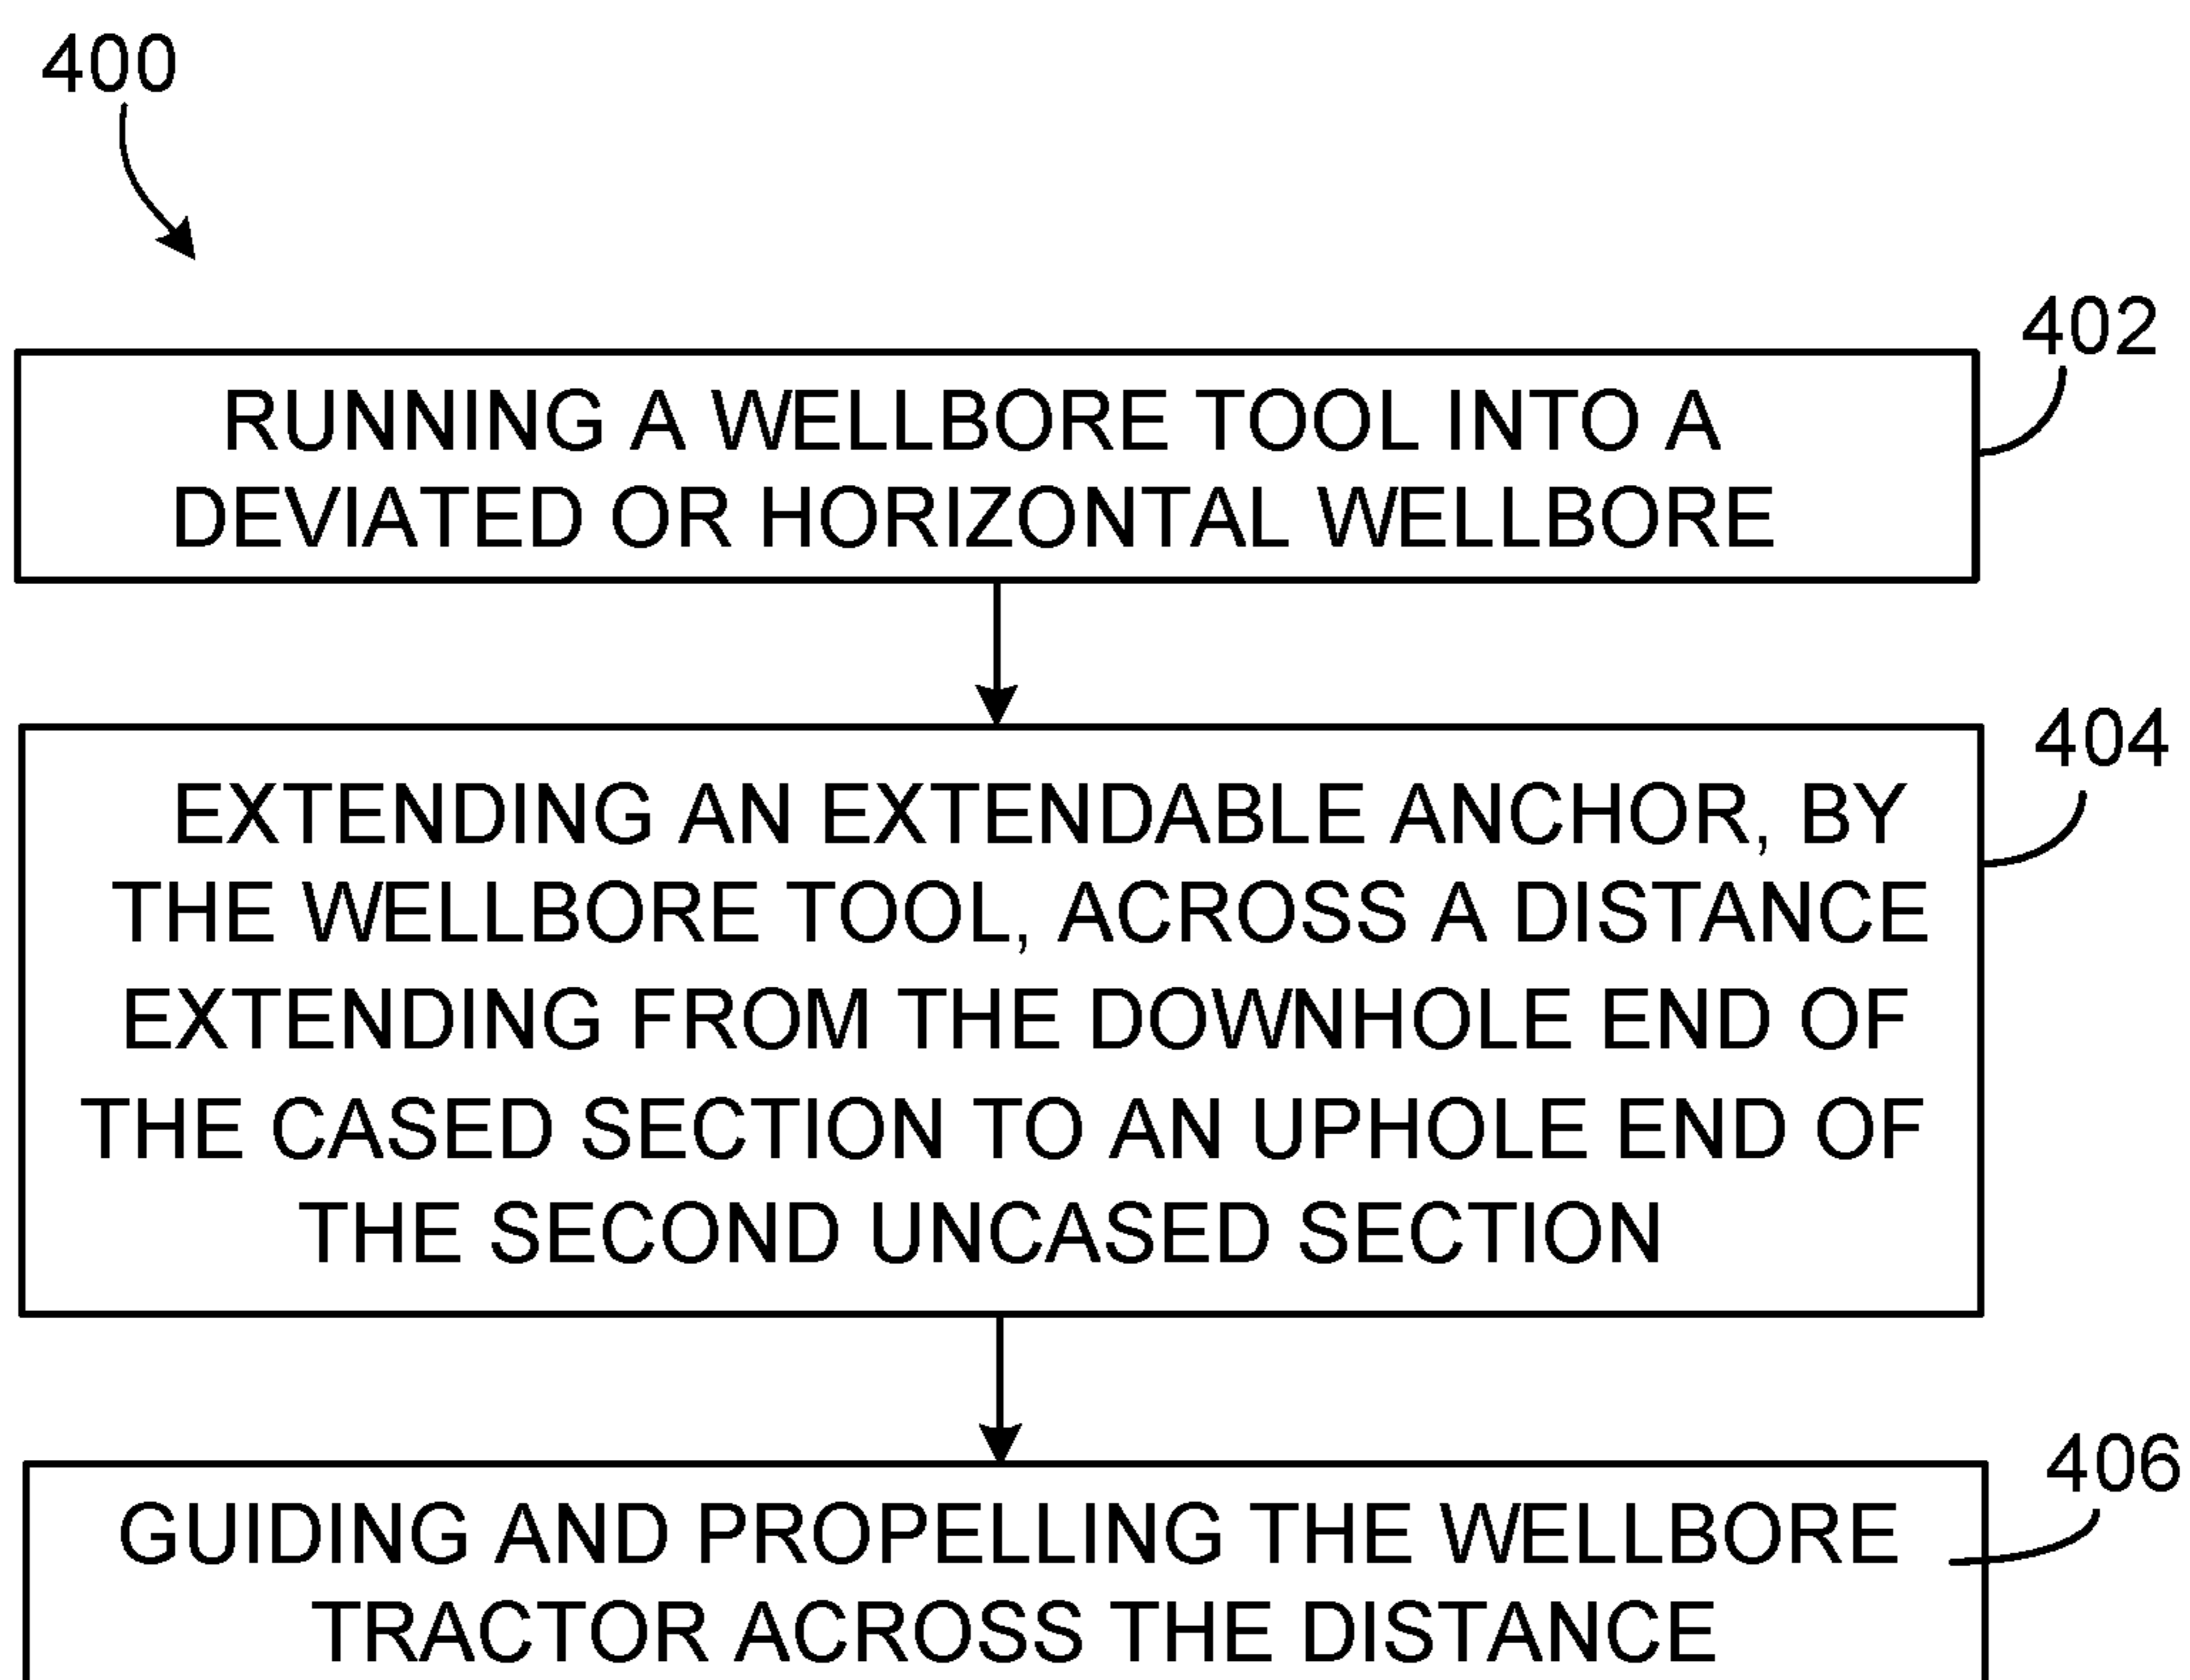 400
402
RUNNING A WELLBORE TOOL INTO A
DEVIATED OR HORIZONTAL WELLBORE
404
EXTENDING AN EXTENDABLE ANCHOR, BY
THE WELLBORE TOOL, ACROSS A DISTANCE
EXTENDING FROM THE DOWNHOLE END OF
THE CASED SECTION TO AN UPHOLE END OF
THE SECOND UNCASED SECTION
406
GUIDING AND PROPELLING THE WELLBORE
TRACTOR ACROSS THE DISTANCE